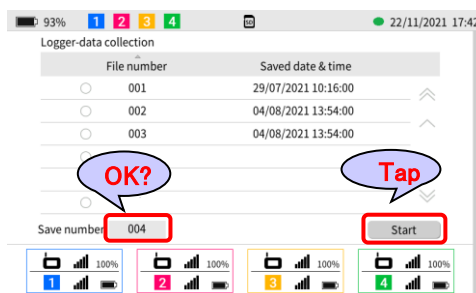 93% 1 2 3 4 SD 22/11/2021 17:42
Logger-data collection
File number Saved date & time
001 29/07/2021 10:16:00
002 04/08/2021 13:54:00
003 04/08/2021 13:54:00
OK? Tap
Save number 004 Start
100% 100% 100% 100%
1 2 3 4